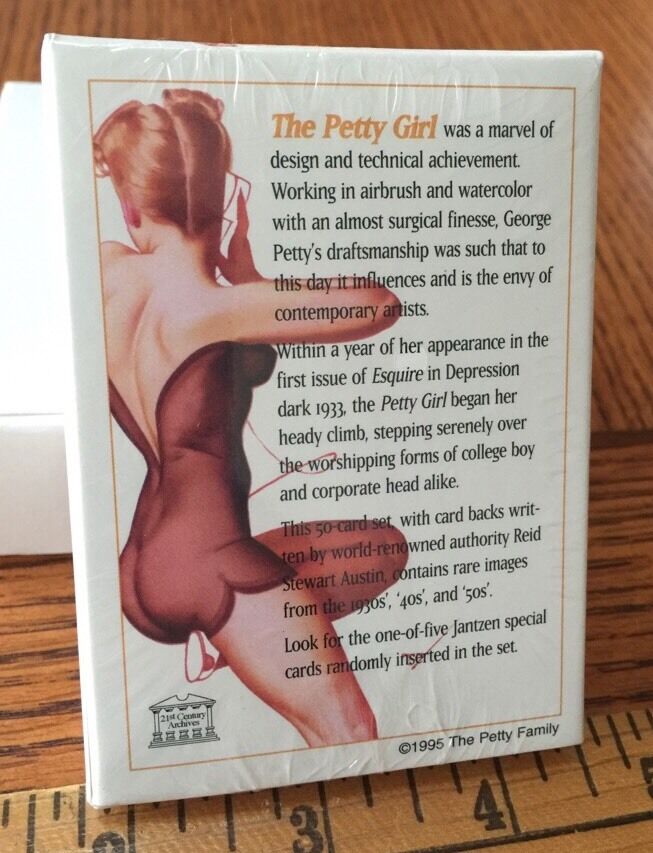 The Petty Girl was a marvel of
design and technical achievement.
Working in airbrush and watercolor
with an almost surgical finesse, George
Petty's draftsmanship was such that to
this day it influences and is the envy of
contemporary artists.
Within a year of her appearance in the
first issue of Esquire in Depression
dark 1933, the Petty Girl began her
heady climb, stepping serenely over
the worshipping forms of college boy
and corporate head alike.
This 50-card set, with card backs writ-
ten by world-renowned authority Reid
Stewart Austin, contains rare images
from the 1930s', '40s', and '50s'.
Look for the one-of-five Jantzen special
cards randomly inserted in the set.
21st Century
Archives
©1995 The Petty Family
3
4